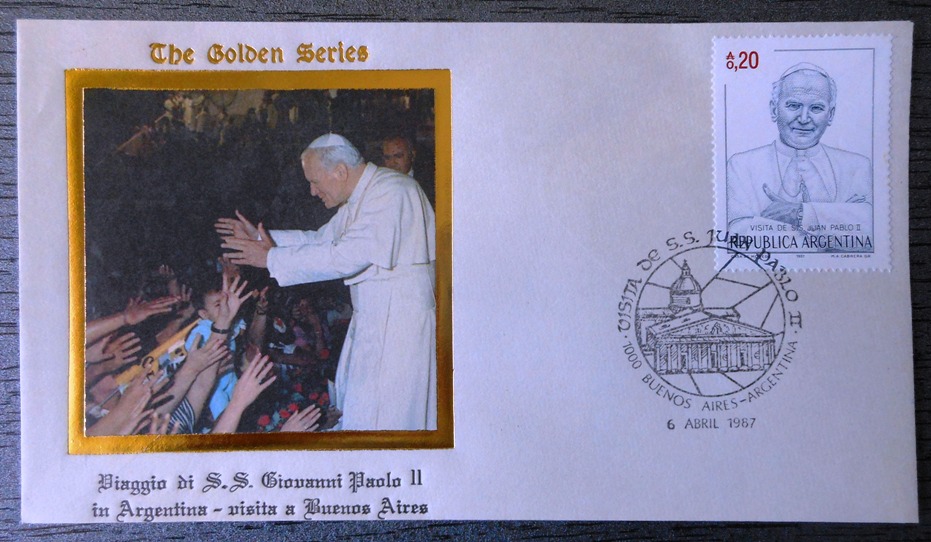 The Golden Series
₳0,20
VISITA DE S.S. JUAN PABLO II
REPUBLICA ARGENTINA
1987
VISITA de S.S. JUAN PABLO II
1000 BUENOS AIRES-ARGENTINA
6 ABRIL 1987
Viaggio di S.S. Giovanni Paolo II
in Argentina - visita a Buenos Aires